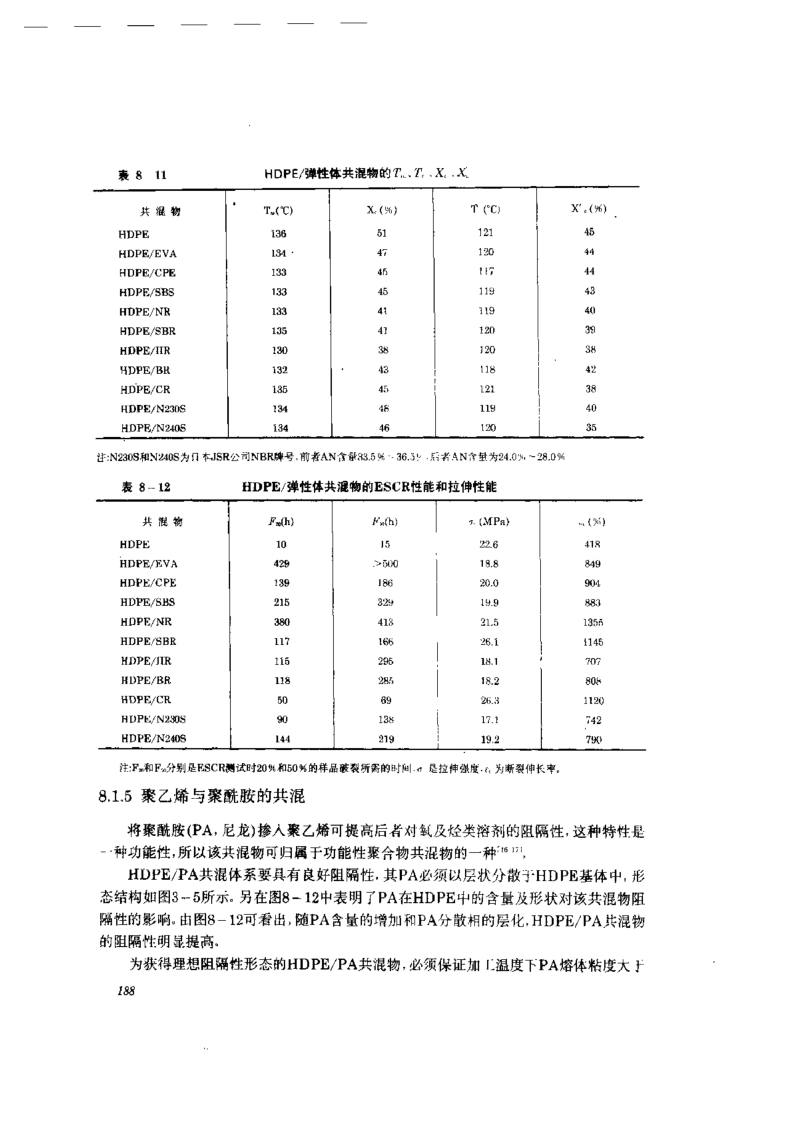 表 8 11 HDPE/弹性体共混物的Tm、Tc、Xc、X'c
共 混 物 Tm(℃) Xc(%) T (℃) X'c(%)
HDPE 136 51 121 45
HDPE/EVA 134 47 120 44
HDPE/CPE 133 45 117 44
HDPE/SBS 133 45 119 43
HDPE/NR 133 41 119 40
HDPE/SBR 135 41 120 39
HDPE/IIR 130 38 120 38
HDPE/BR 132 43 118 42
HDPE/CR 135 45 121 38
HDPE/N230S 134 48 119 40
HDPE/N240S 134 46 120 35
注:N230S和N240S为日本JSR公司NBR牌号,前者AN含量33.5%~36.5%,后者AN含量为24.0%~28.0%
表 8-12 HDPE/弹性体共混物的ESCR性能和拉伸性能
共 混 物 F20(h) F50(h) σ (MPa) (%)
HDPE 10 15 22.6 418
HDPE/EVA 429 >500 18.8 849
HDPE/CPE 139 186 20.0 904
HDPE/SBS 215 329 19.9 883
HDPE/NR 380 413 21.5 1355
HDPE/SBR 117 166 26.1 1145
HDPE/IIR 115 295 18.1 707
HDPE/BR 118 285 18.2 808
HDPE/CR 50 69 26.3 1120
HDPE/N230S 90 138 17.1 742
HDPE/N240S 144 219 19.2 790
注:F20和F50分别是ESCR测试时20%和50%的样品破裂所需的时间,σ 是拉伸强度,ε 为断裂伸长率。
8.1.5 聚乙烯与聚酰胺的共混
将聚酰胺(PA,尼龙)掺入聚乙烯可提高后者对氧及烃类溶剂的阻隔性,这种特性是
一种功能性,所以该共混物可归属于功能性聚合物共混物的一种[16 17],
HDPE/PA共混体系要具有良好阻隔性,其PA必须以层状分散于HDPE基体中,形
态结构如图3-5所示。另在图8-12中表明了PA在HDPE中的含量及形状对该共混物阻
隔性的影响。由图8-12可看出,随PA含量的增加和PA分散相的层化,HDPE/PA共混物
的阻隔性明显提高。
为获得理想阻隔性形态的HDPE/PA共混物,必须保证加工温度下PA熔体粘度大于
188